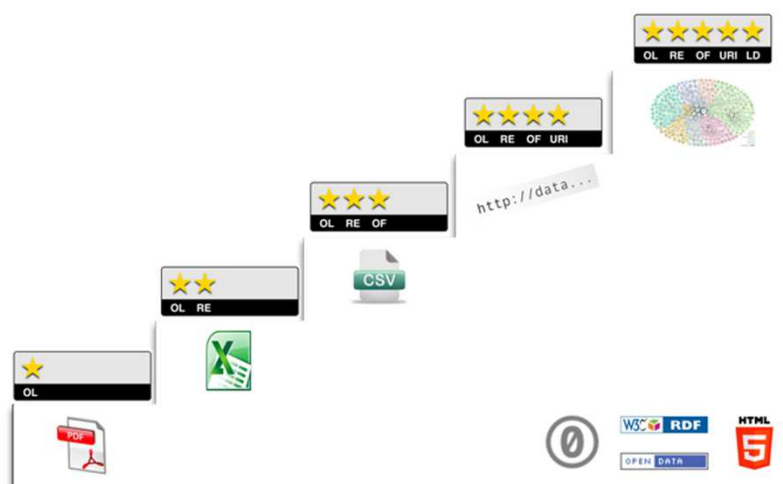 OL RE OF URI LD
OL RE OF URI
http://data...
OL RE OF
CSV
OL RE
X
OL
PDF
0
W3C RDF
OPEN DATA
HTML
5